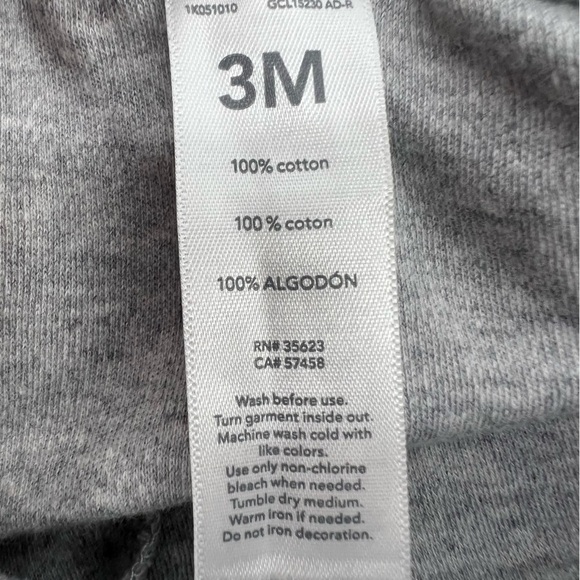 1K051010 GCL1S230 AD-R
3M
100% cotton
100 % coton
100% ALGODÓN
RN# 35623
CA# 57458
Wash before use.
Turn garment inside out.
Machine wash cold with
like colors.
Use only non-chlorine
bleach when needed.
Tumble dry medium.
Warm iron if needed.
Do not iron decoration.